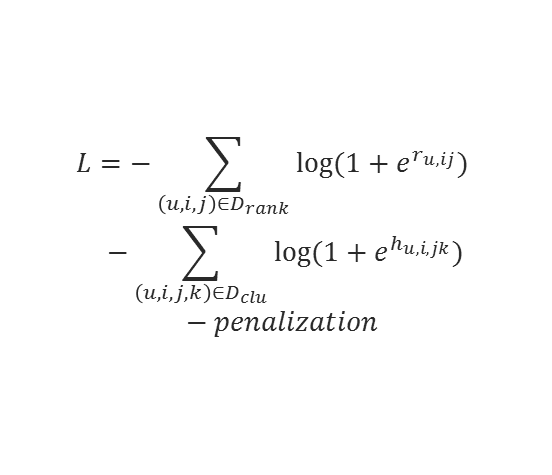 L = − ∑_{(u,i,j)∈D_{rank}} log(1 + e^{r_{u,ij}})
− ∑_{(u,i,j,k)∈D_{clu}} log(1 + e^{h_{u,i,jk}})
− penalization